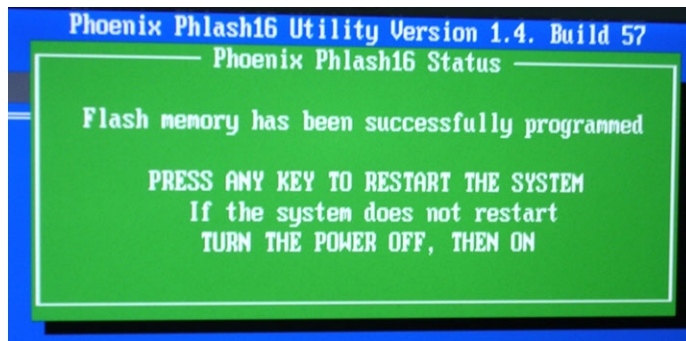 Phoenix Phlash16 Utility Version 1.4. Build 57
Phoenix Phlash16 Status
Flash memory has been successfully programmed
PRESS ANY KEY TO RESTART THE SYSTEM
If the system does not restart
TURN THE POWER OFF, THEN ON